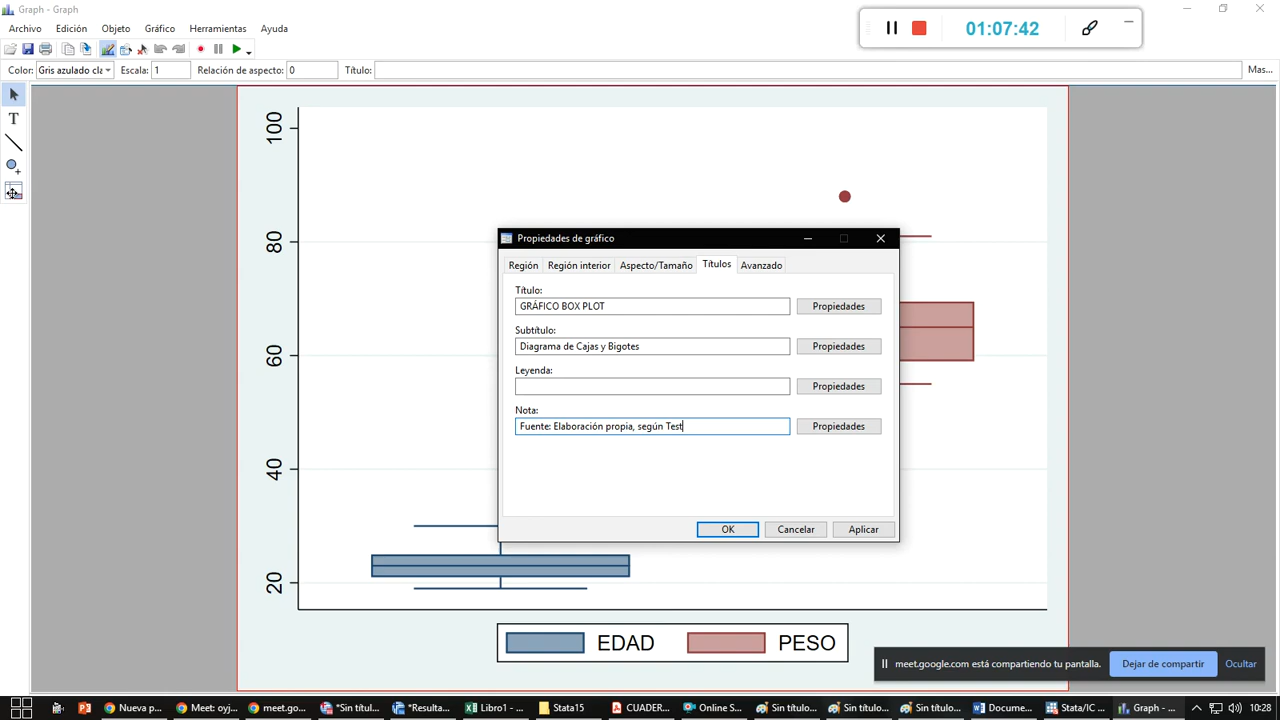 Graph - Graph
Archivo Edición Objeto Gráfico Herramientas Ayuda
01:07:42
Color: Gris azulado cla Escala: 1 Relación de aspecto: 0 Título: Mas...
T
100
80
60
40
20
Propiedades de gráfico
Región Región interior Aspecto/Tamaño Títulos Avanzado
Título:
GRÁFICO BOX PLOT Propiedades
Subtítulo:
Diagrama de Cajas y Bigotes Propiedades
Leyenda:
Propiedades
Nota:
Fuente: Elaboración propia, según Test Propiedades
OK Cancelar Aplicar
EDAD PESO
meet.google.com está compartiendo tu pantalla. Dejar de compartir Ocultar
Nueva p... Meet: oyj... meet.go... *Sin títul... *Resulta... Libro1 - ... Stata15 CUADER... Online S... Sin título... Sin título... Sin título... Docume... Stata/IC ... Graph - ... 10:28